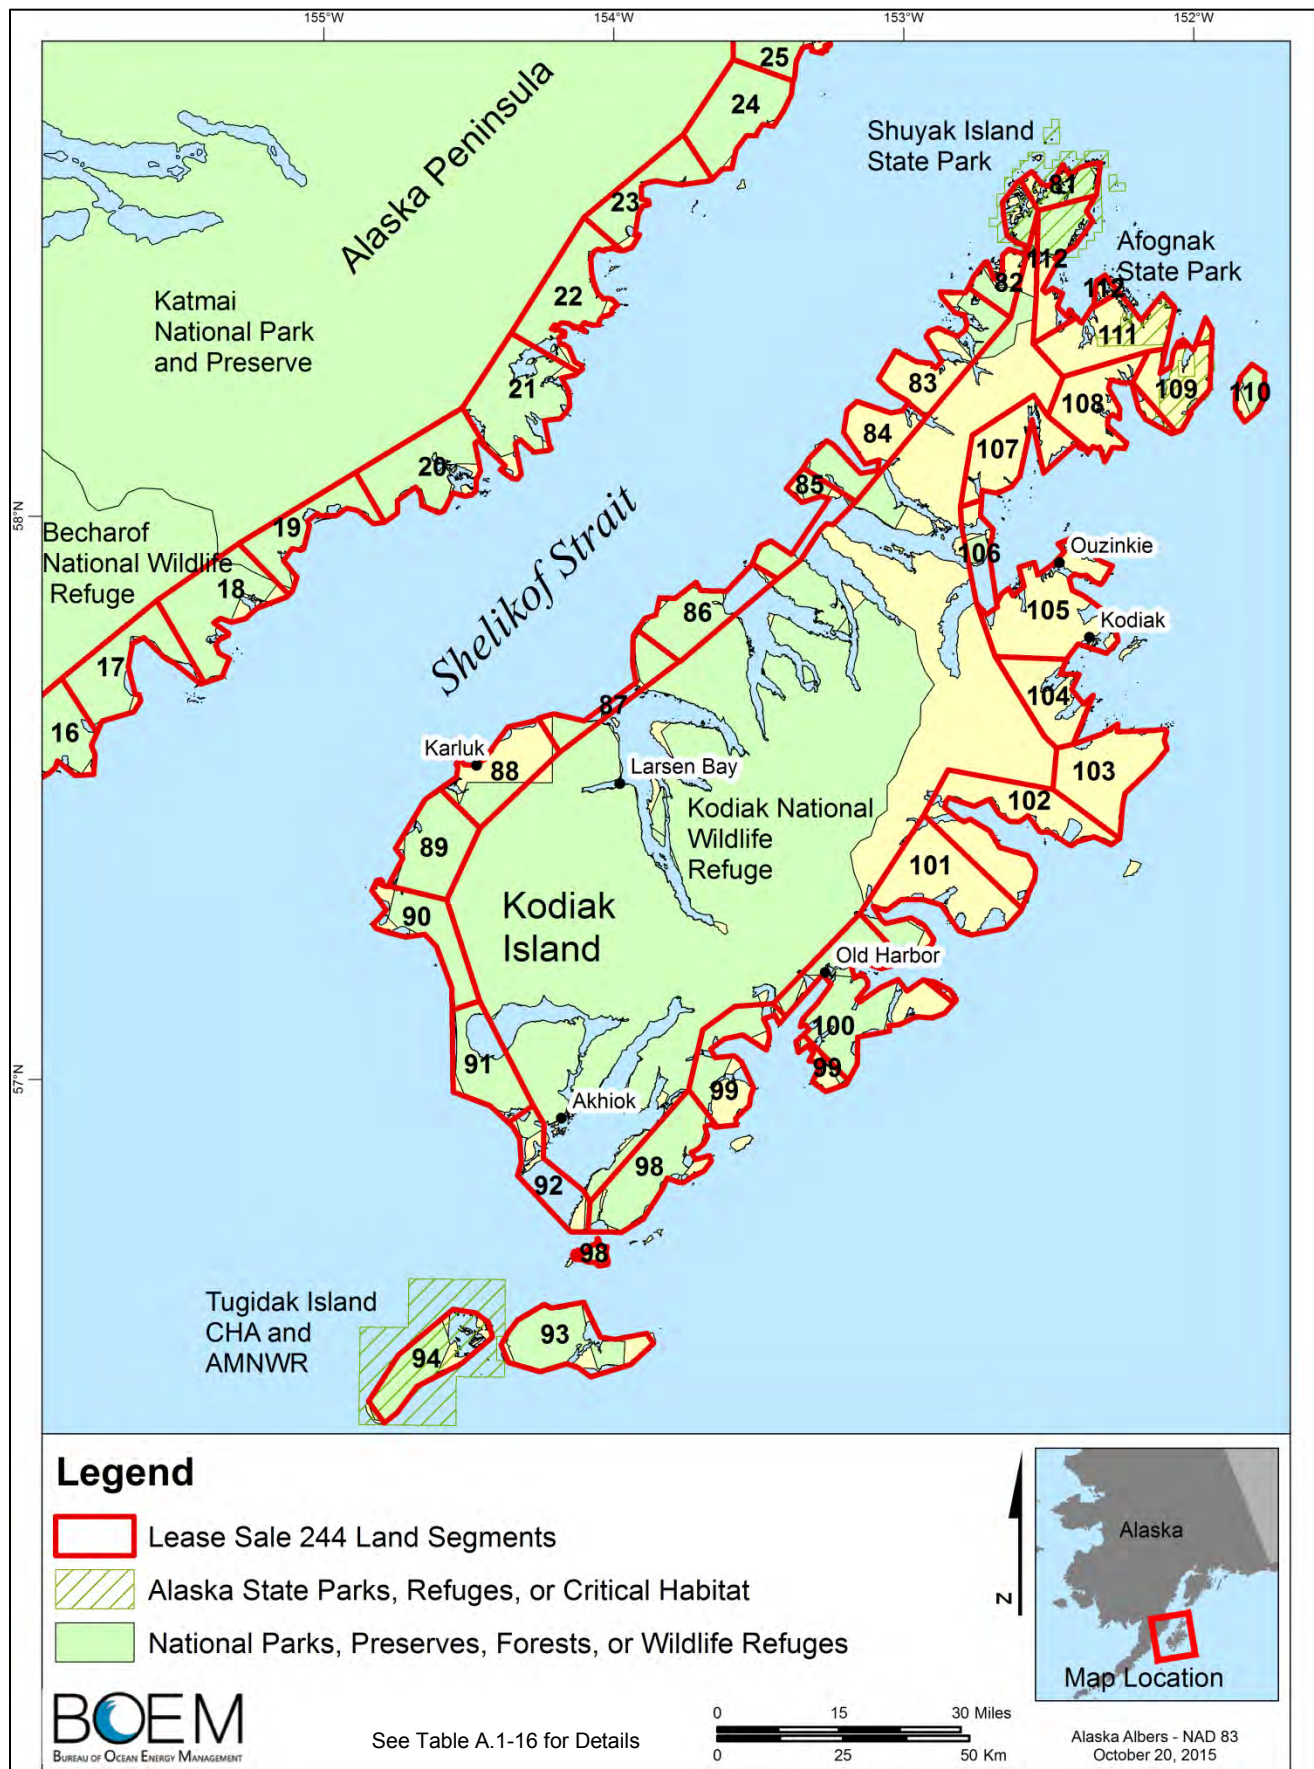 155°W
154°W
153°W
152°W
58°N
57°N
25
24
Alaska Peninsula
Shuyak Island
State Park
81
23
112
Afognak
State Park
22
82
112
Katmai
National Park
and Preserve
111
21
83
109
110
108
84
107
20
85
Shelikof Strait
19
Becharof
National Wildlife
Refuge
106
Ouzinkie
18
86
105
Kodiak
17
104
87
16
Karluk
88
Larsen Bay
103
102
Kodiak National
Wildlife
Refuge
89
101
90
Kodiak
Island
Old Harbor
100
91
99
99
Akhiok
98
92
98
Tugidak Island
CHA and
AMNWR
93
94
Legend
Lease Sale 244 Land Segments
Alaska State Parks, Refuges, or Critical Habitat
National Parks, Preserves, Forests, or Wildlife Refuges
N
Alaska
Map Location
BOEM
BUREAU OF OCEAN ENERGY MANAGEMENT
See Table A.1-16 for Details
0 15 30 Miles
0 25 50 Km
Alaska Albers - NAD 83
October 20, 2015